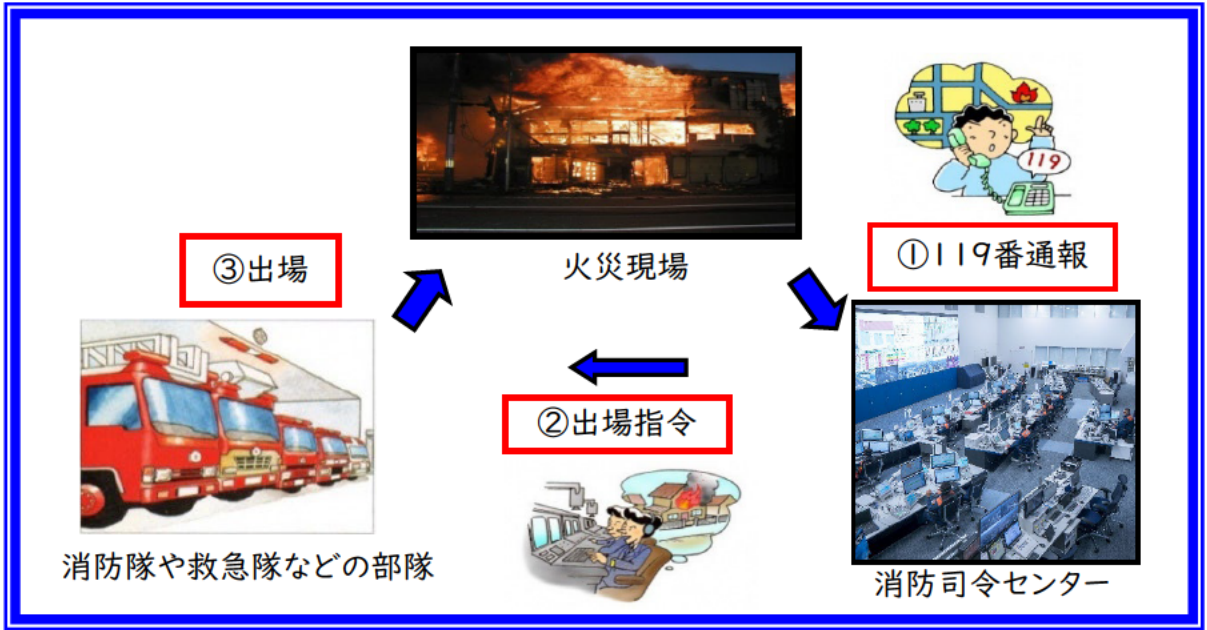 火災現場
119
①119番通報
消防司令センター
②出場指令
③出場
消防隊や救急隊などの部隊